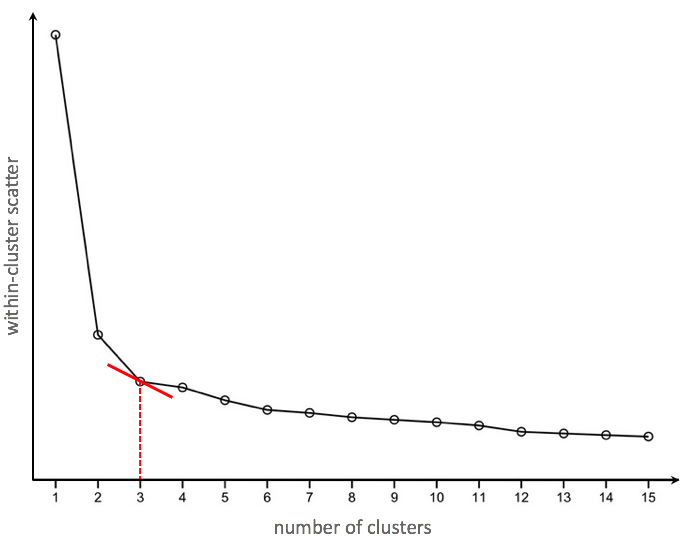 within-cluster scatter
1 2 3 4 5 6 7 8 9 10 11 12 13 14 15
number of clusters